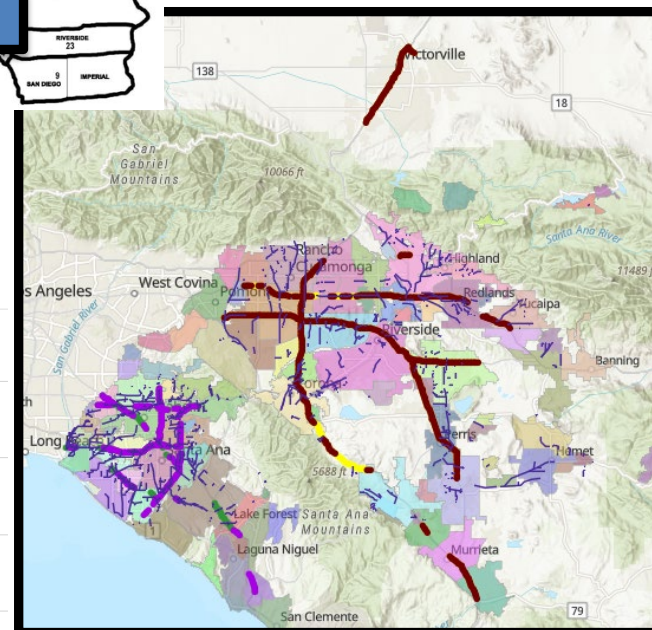 RIVERSIDE
23
9
SAN DIEGO
IMPERIAL
Victorville
138
18
San
Gabriel
Mountains
10066 ft
Santa Ana River
Highland
11489
Rancho
Cucamonga
West Covina
Pomona
Redlands
Yucaipa
os Angeles
San Gabriel
River
Riverside
Banning
Corona
Long Beach
Santa Ana
Perris
Hemet
5688 ft
Lake Forest
Santa Ana
Mountains
Laguna Niguel
Murrieta
1
San Clemente
79